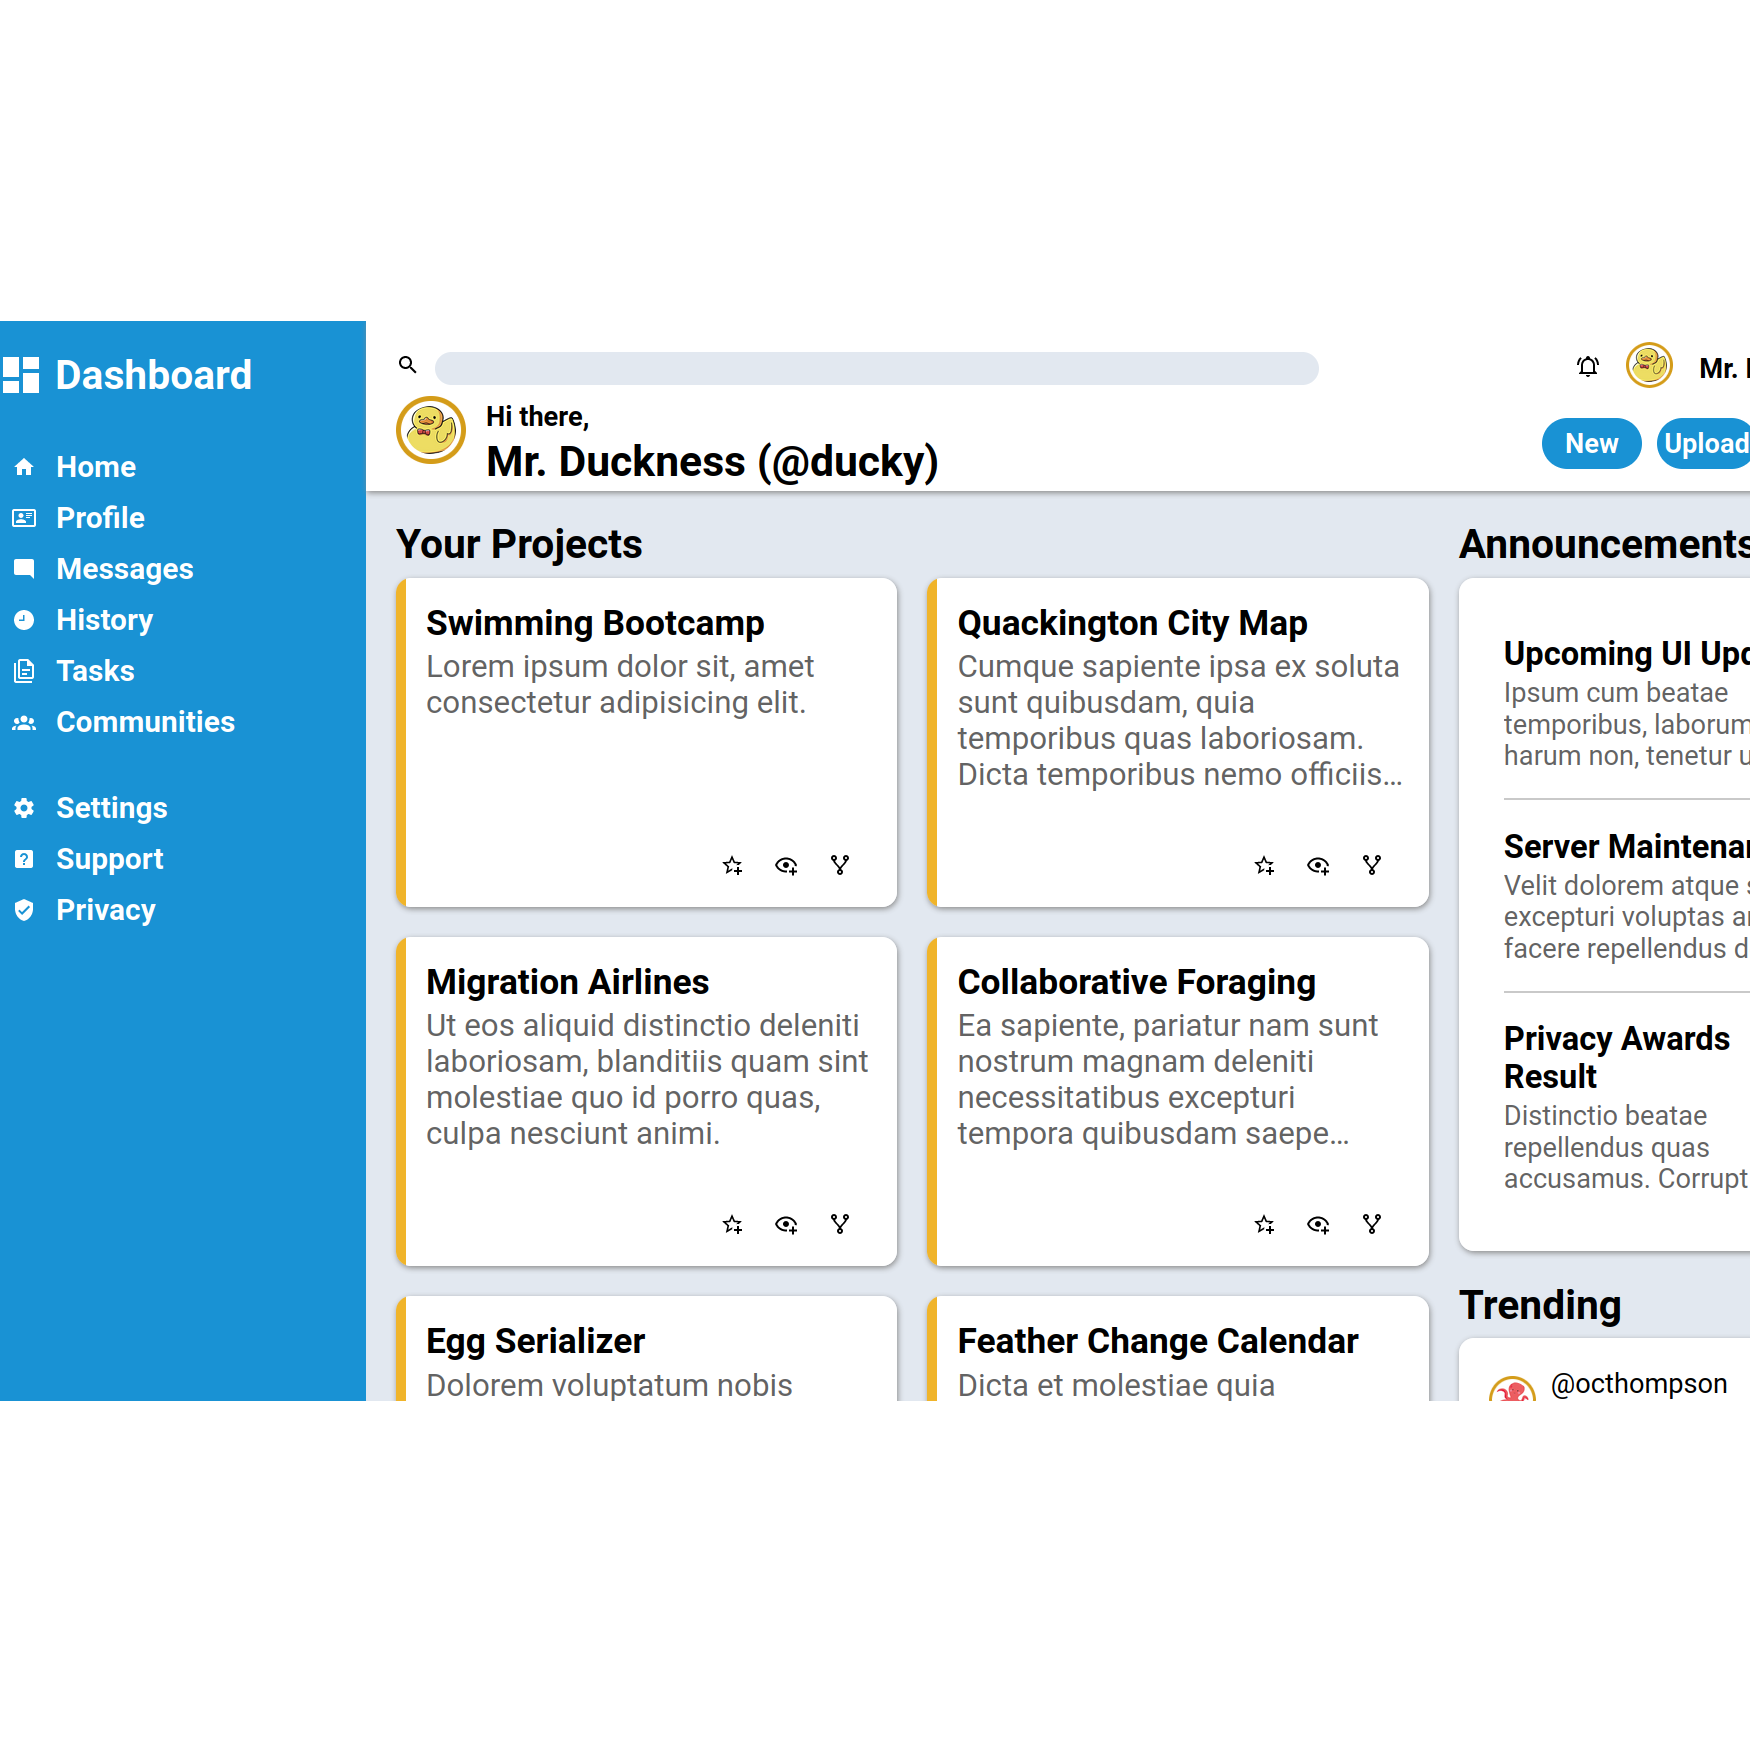 Dashboard
Home
Profile
Messages
History
Tasks
Communities
Settings
Support
Privacy
Mr.
Hi there,
Mr. Duckness (@ducky)
New
Upload
Your Projects
Swimming Bootcamp
Lorem ipsum dolor sit, amet
consectetur adipisicing elit.
Quackington City Map
Cumque sapiente ipsa ex soluta
sunt quibusdam, quia
temporibus quas laboriosam.
Dicta temporibus nemo officiis...
Migration Airlines
Ut eos aliquid distinctio deleniti
laboriosam, blanditiis quam sint
molestiae quo id porro quas,
culpa nesciunt animi.
Collaborative Foraging
Ea sapiente, pariatur nam sunt
nostrum magnam deleniti
necessitatibus excepturi
tempora quibusdam saepe...
Egg Serializer
Dolorem voluptatum nobis
Feather Change Calendar
Dicta et molestiae quia
Announcements
Upcoming UI
Ipsum cum beatae
temporibus, laborum
harum non, tenetur
Server
Velit dolorem atque
excepturi voluptas
facere repellendus
Privacy Awards
Result
Distinctio beatae
repellendus quas
accusamus.
Trending
@octhompson